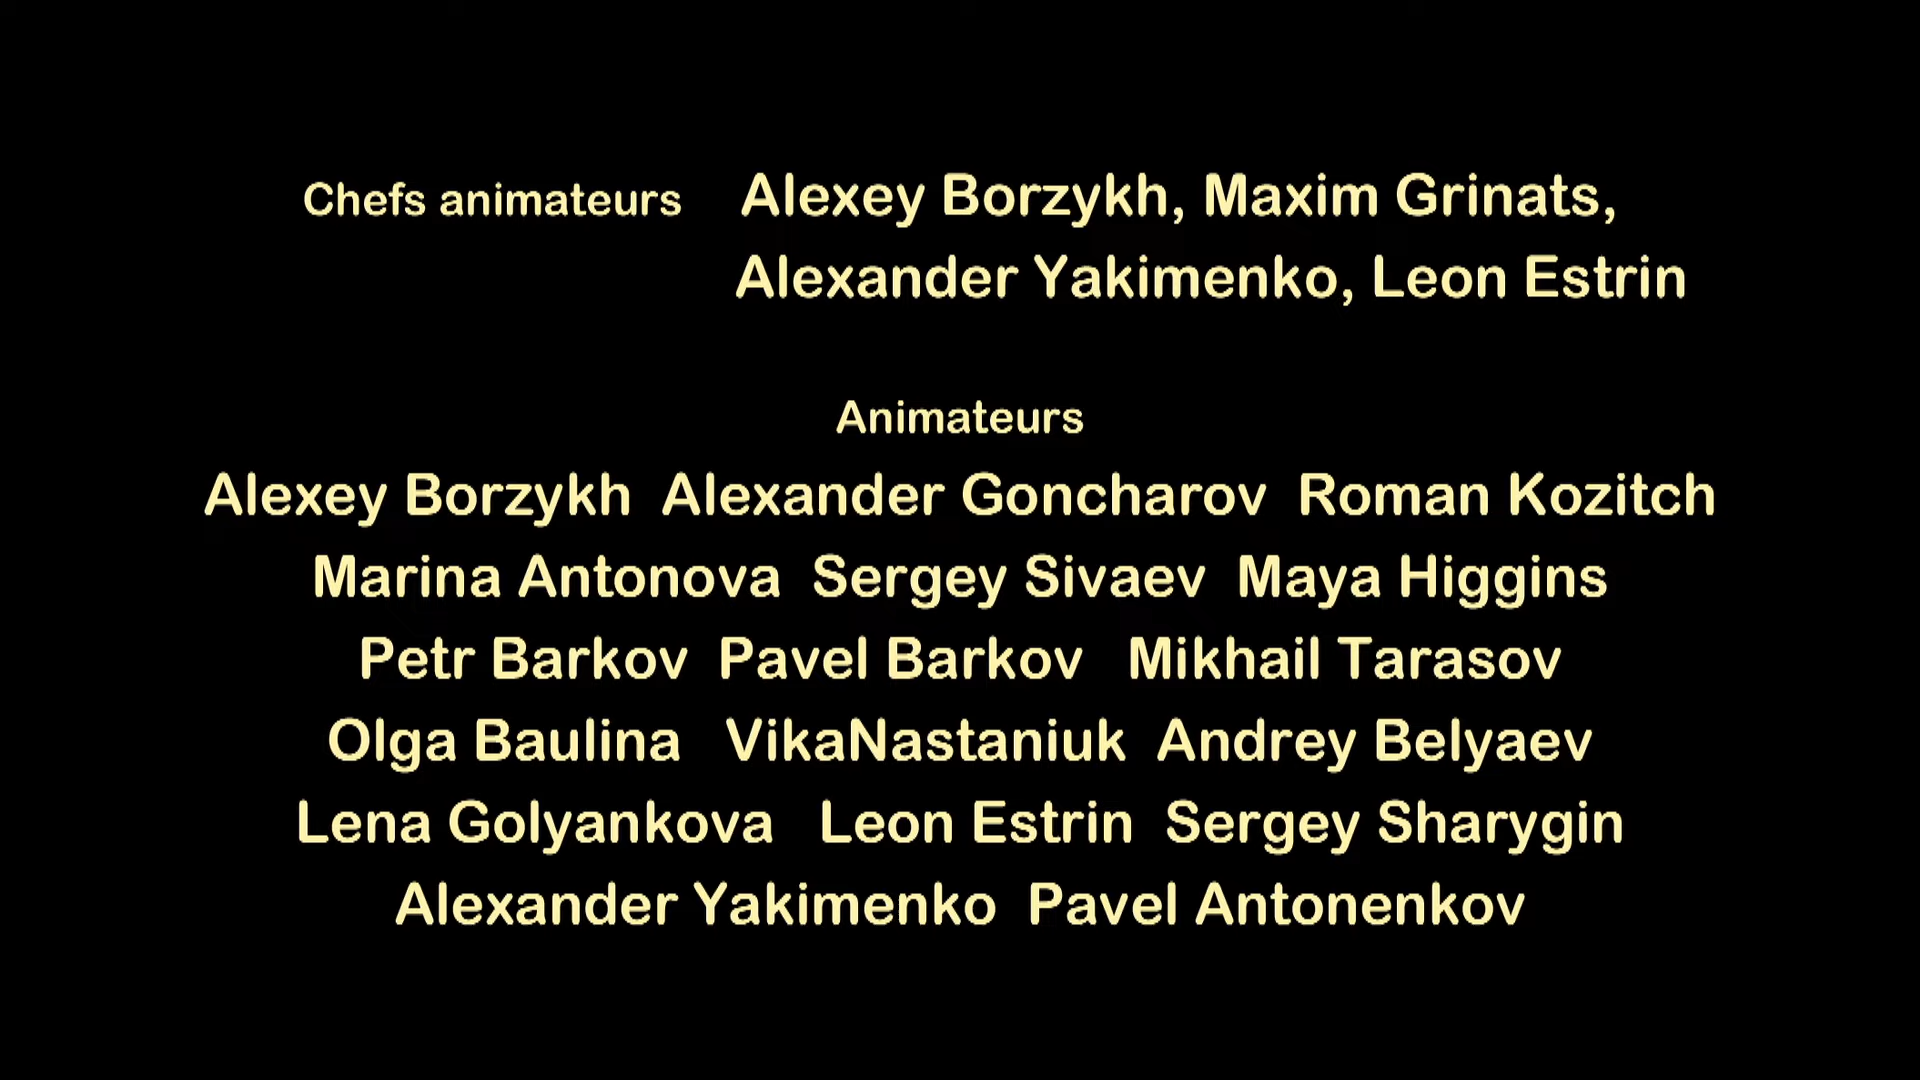 Chefs animateurs Alexey Borzykh, Maxim Grinats,
Alexander Yakimenko, Leon Estrin
Animateurs
Alexey Borzykh Alexander Goncharov Roman Kozitch
Marina Antonova Sergey Sivaev Maya Higgins
Petr Barkov Pavel Barkov Mikhail Tarasov
Olga Baulina VikaNastaniuk Andrey Belyaev
Lena Golyankova Leon Estrin Sergey Sharygin
Alexander Yakimenko Pavel Antonenkov